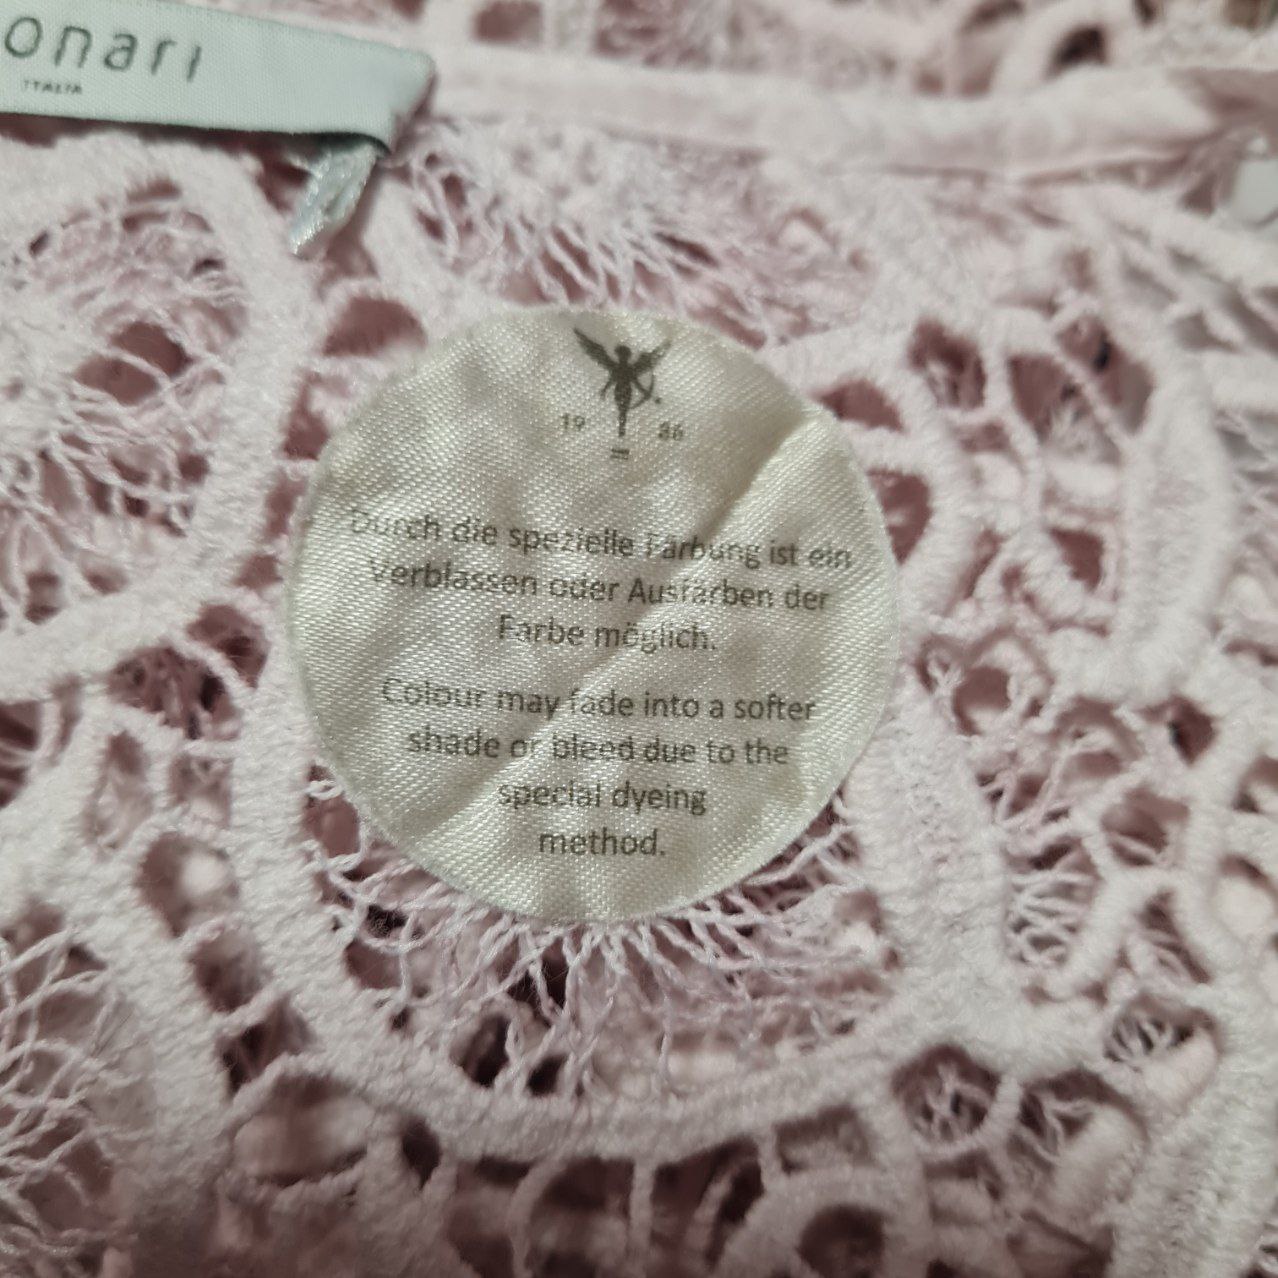 onari
ITALIA
19 86
Durch die spezielle Färbung ist ein
Verblassen oder Ausfärben der
Farbe möglich.
Colour may fade into a softer
shade or bleed due to the
special dyeing
method.